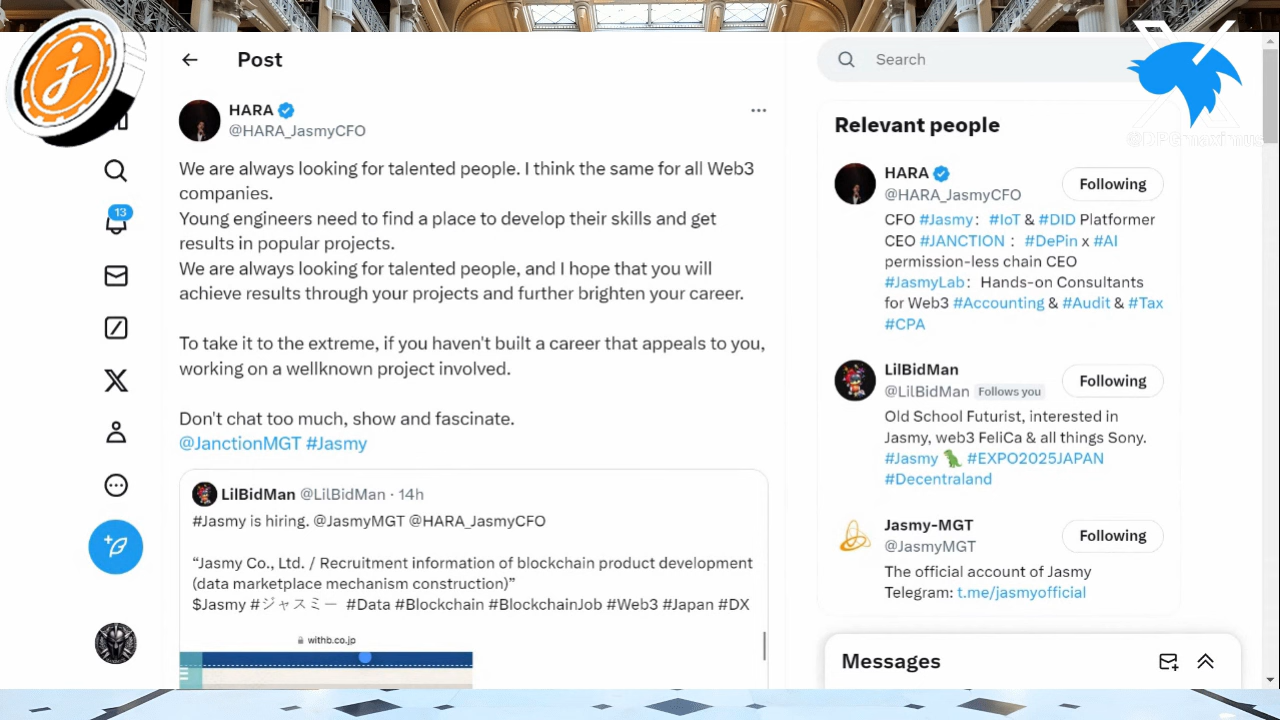 Post
Search
@DPGmaximus
HARA
@HARA_JasmyCFO
We are always looking for talented people. I think the same for all Web3
companies.
Young engineers need to find a place to develop their skills and get
results in popular projects.
We are always looking for talented people, and I hope that you will
achieve results through your projects and further brighten your career.
To take it to the extreme, if you haven't built a career that appeals to you,
working on a wellknown project involved.
Don't chat too much, show and fascinate.
@JanctionMGT #Jasmy
LilBidMan @LilBidMan · 14h
#Jasmy is hiring. @JasmyMGT @HARA_JasmyCFO
“Jasmy Co., Ltd. / Recruitment information of blockchain product development
(data marketplace mechanism construction)”
$Jasmy #ジャスミー #Data #Blockchain #BlockchainJob #Web3 #Japan #DX
withb.co.jp
13
Relevant people
HARA
@HARA_JasmyCFO
Following
CFO #Jasmy： #IoT & #DID Platformer
CEO #JANCTION： #DePin x #AI
permission-less chain CEO
#JasmyLab： Hands-on Consultants
for Web3 #Accounting & #Audit & #Tax
#CPA
LilBidMan
@LilBidMan Follows you
Following
Old School Futurist, interested in
Jasmy, web3 FeliCa & all things Sony.
#Jasmy 🦖 #EXPO2025JAPAN
#Decentraland
Jasmy-MGT
@JasmyMGT
Following
The official account of Jasmy
Telegram: t.me/jasmyofficial
Messages